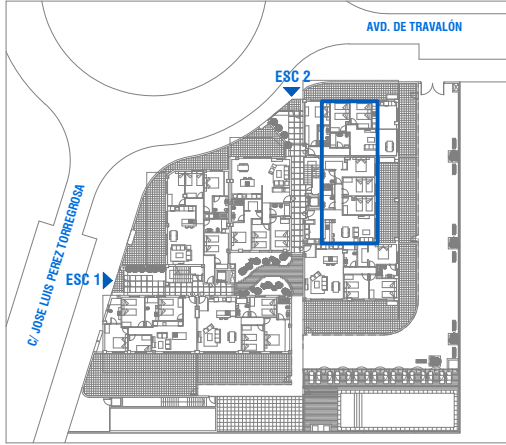 AVD. DE TRAVALÓN
ESC 2
C/ JOSE LUIS PEREZ TORREGROSA
ESC 1